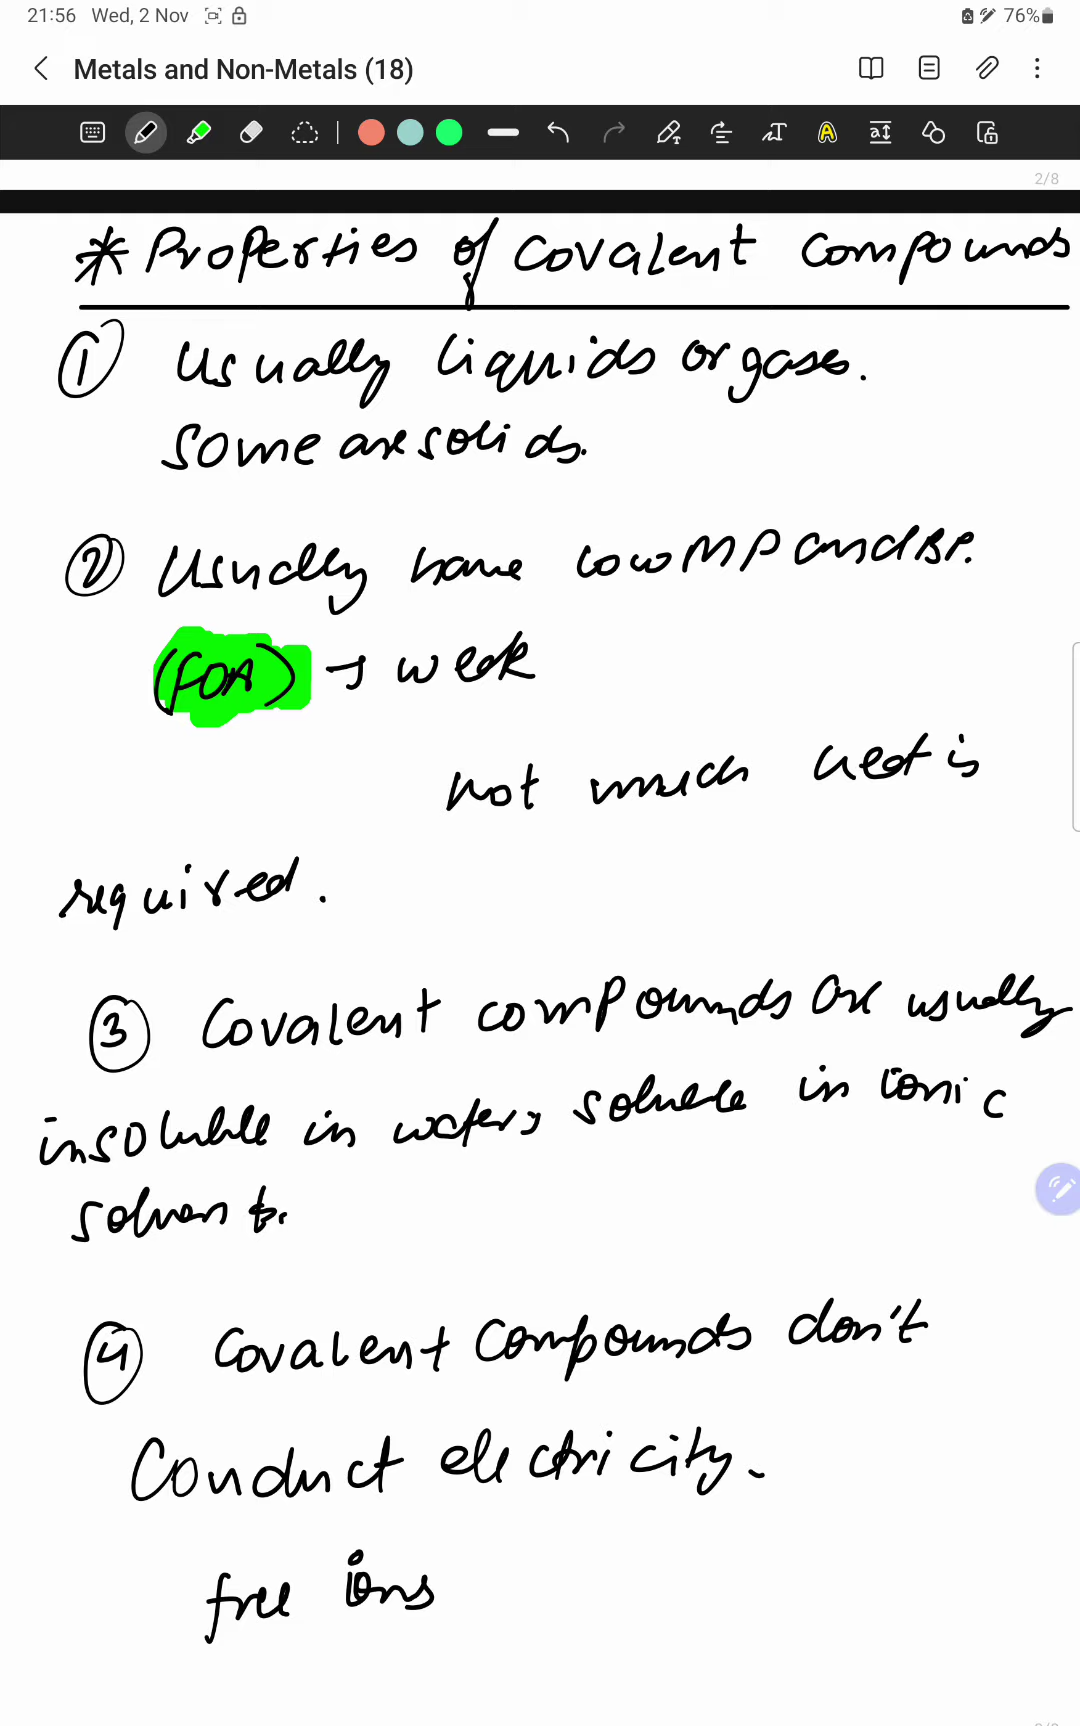 21:56 Wed, 2 Nov 76%
Metals and Non-Metals (18)
2/8
* Properties of Covalent Compounds
① Usually liquids or gases.
Some are solids.
② Usually have low MP and BP.
(FOA) → weak
not much heat is
required.
③ Covalent compounds are usually
insoluble in water, soluble in ionic
solvents.
④ Covalent Compounds don't
Conduct electricity.
free ions